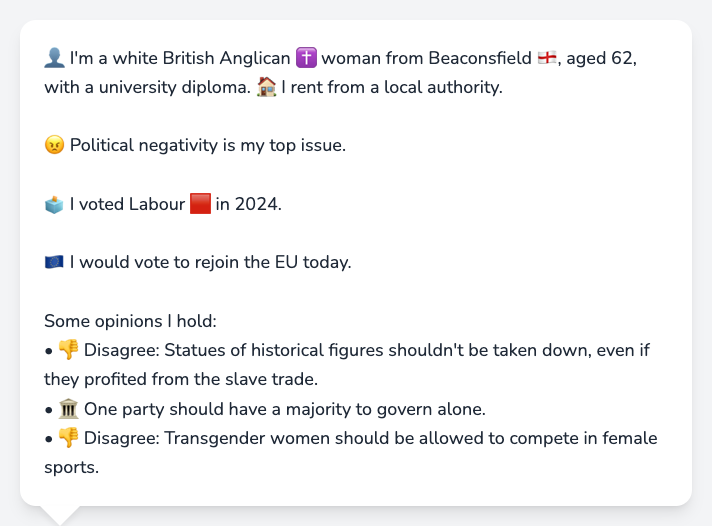 👤 I'm a white British Anglican ✝️ woman from Beaconsfield 🏴󠁧󠁢󠁥󠁮󠁧󠁿, aged 62,
with a university diploma. 🏠 I rent from a local authority.
😠 Political negativity is my top issue.
🗳️ I voted Labour 🟥 in 2024.
🇪🇺 I would vote to rejoin the EU today.
Some opinions I hold:
• 👎 Disagree: Statues of historical figures shouldn't be taken down, even if
they profited from the slave trade.
• 🏛️ One party should have a majority to govern alone.
• 👎 Disagree: Transgender women should be allowed to compete in female
sports.